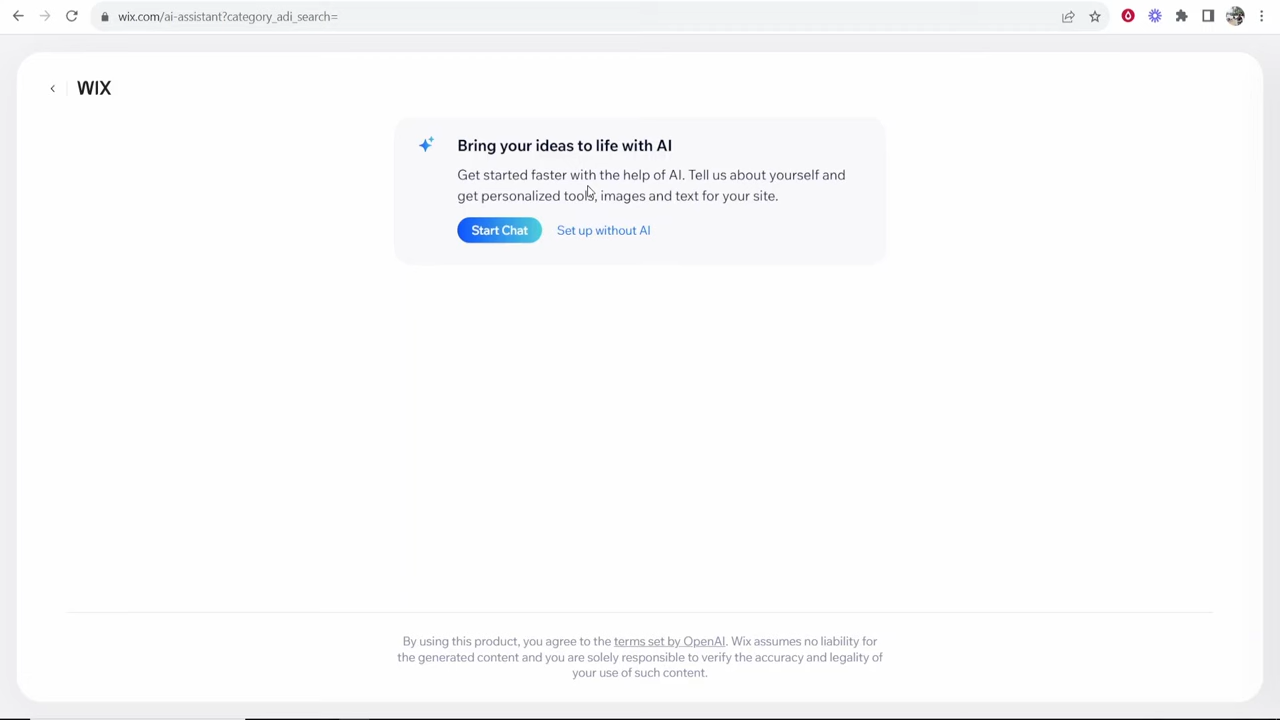 wix.com/ai-assistant?category_adi_search=
WIX
Bring your ideas to life with AI
Get started faster with the help of AI. Tell us about yourself and
get personalized tools, images and text for your site.
Start Chat
Set up without AI
By using this product, you agree to the terms set by OpenAI. Wix assumes no liability for
the generated content and you are solely responsible to verify the accuracy and legality of
your use of such content.